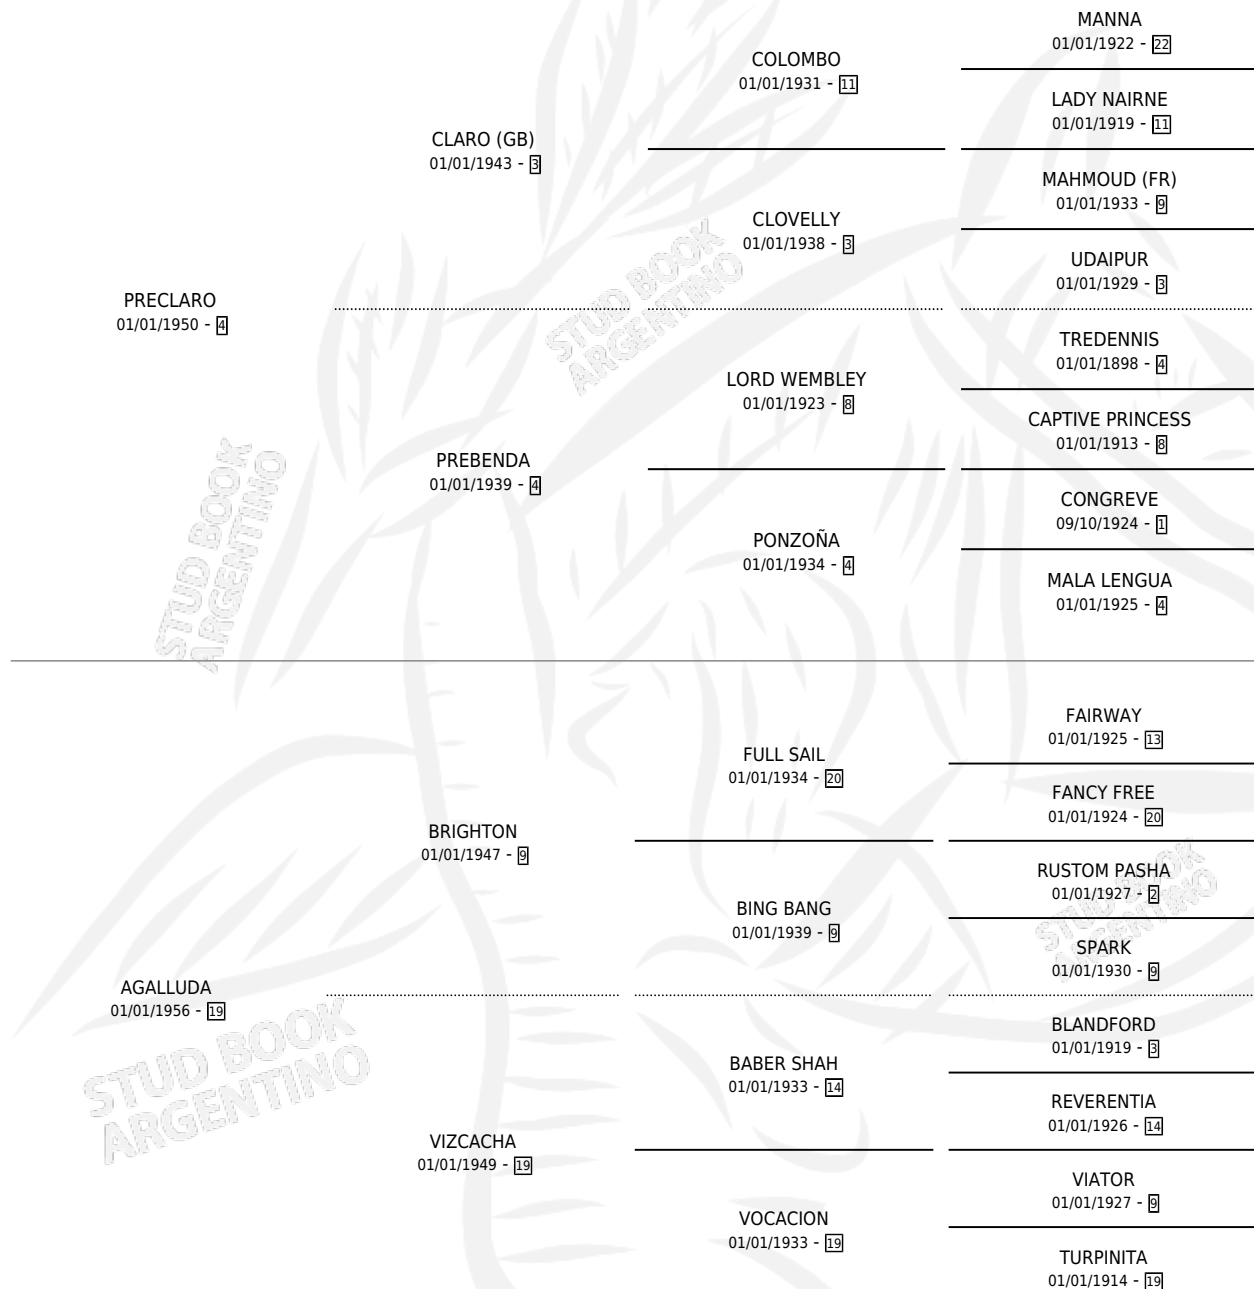 PRECLARO
01/01/1950 - 4
CLARO (GB)
01/01/1943 - 3
PREBENDA
01/01/1939 - 4
COLOMBO
01/01/1931 - 11
CLOVELLY
01/01/1938 - 3
LORD WEMBLEY
01/01/1923 - 8
PONZOÑA
01/01/1934 - 4
MANNA
01/01/1922 - 22
LADY NAIRNE
01/01/1919 - 11
MAHMOUD (FR)
01/01/1933 - 9
UDAIPUR
01/01/1929 - 3
TREDENNIS
01/01/1898 - 4
CAPTIVE PRINCESS
01/01/1913 - 8
CONGREVE
09/10/1924 - 1
MALA LENGUA
01/01/1925 - 4
AGALLUDA
01/01/1956 - 19
BRIGHTON
01/01/1947 - 9
VIZCACHA
01/01/1949 - 19
FULL SAIL
01/01/1934 - 20
BING BANG
01/01/1939 - 9
BABER SHAH
01/01/1933 - 14
VOCACION
01/01/1933 - 19
FAIRWAY
01/01/1925 - 13
FANCY FREE
01/01/1924 - 20
RUSTOM PASHA
01/01/1927 - 2
SPARK
01/01/1930 - 9
BLANDFORD
01/01/1919 - 3
REVERENTIA
01/01/1926 - 14
VIATOR
01/01/1927 - 9
TURPINITA
01/01/1914 - 19
STUD BOOK
ARGENTINO
STUD BOOK
ARGENTINO
STUD BOOK
ARGENTINO
STUD BOOK
ARGENTINO